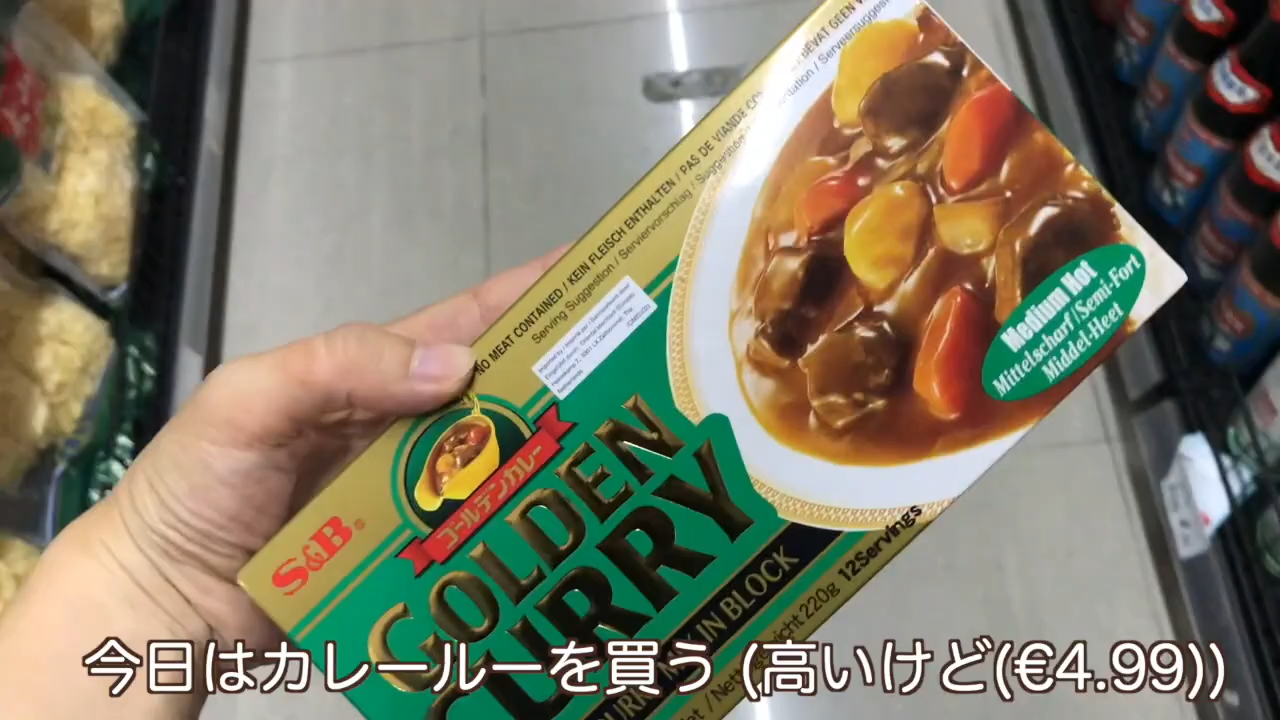 BEVAT GEEN
NO MEAT CONTAINED / KEIN FLEISCH ENTHALTEN / PAS DE VIANDE
Serving Suggestion / Serviervorschlag /
Medium Hot
Mittelscharf/Semi-Fort
Middel-Heet
S&B®
ゴールデンカレー
GOLDEN
CURRY
IN BLOCK
220g 12Servings
今日はカレールーを買う (高いけど(€4.99))